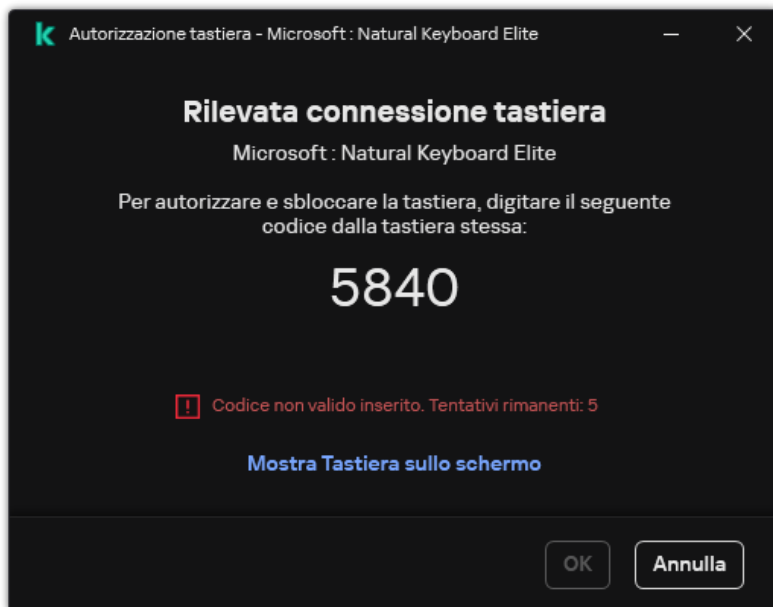 Autorizzazione tastiera - Microsoft : Natural Keyboard Elite
Rilevata connessione tastiera
Microsoft : Natural Keyboard Elite
Per autorizzare e sbloccare la tastiera, digitare il seguente
codice dalla tastiera stessa:
5840
Codice non valido inserito. Tentativi rimanenti: 5
Mostra Tastiera sullo schermo
OK
Annulla